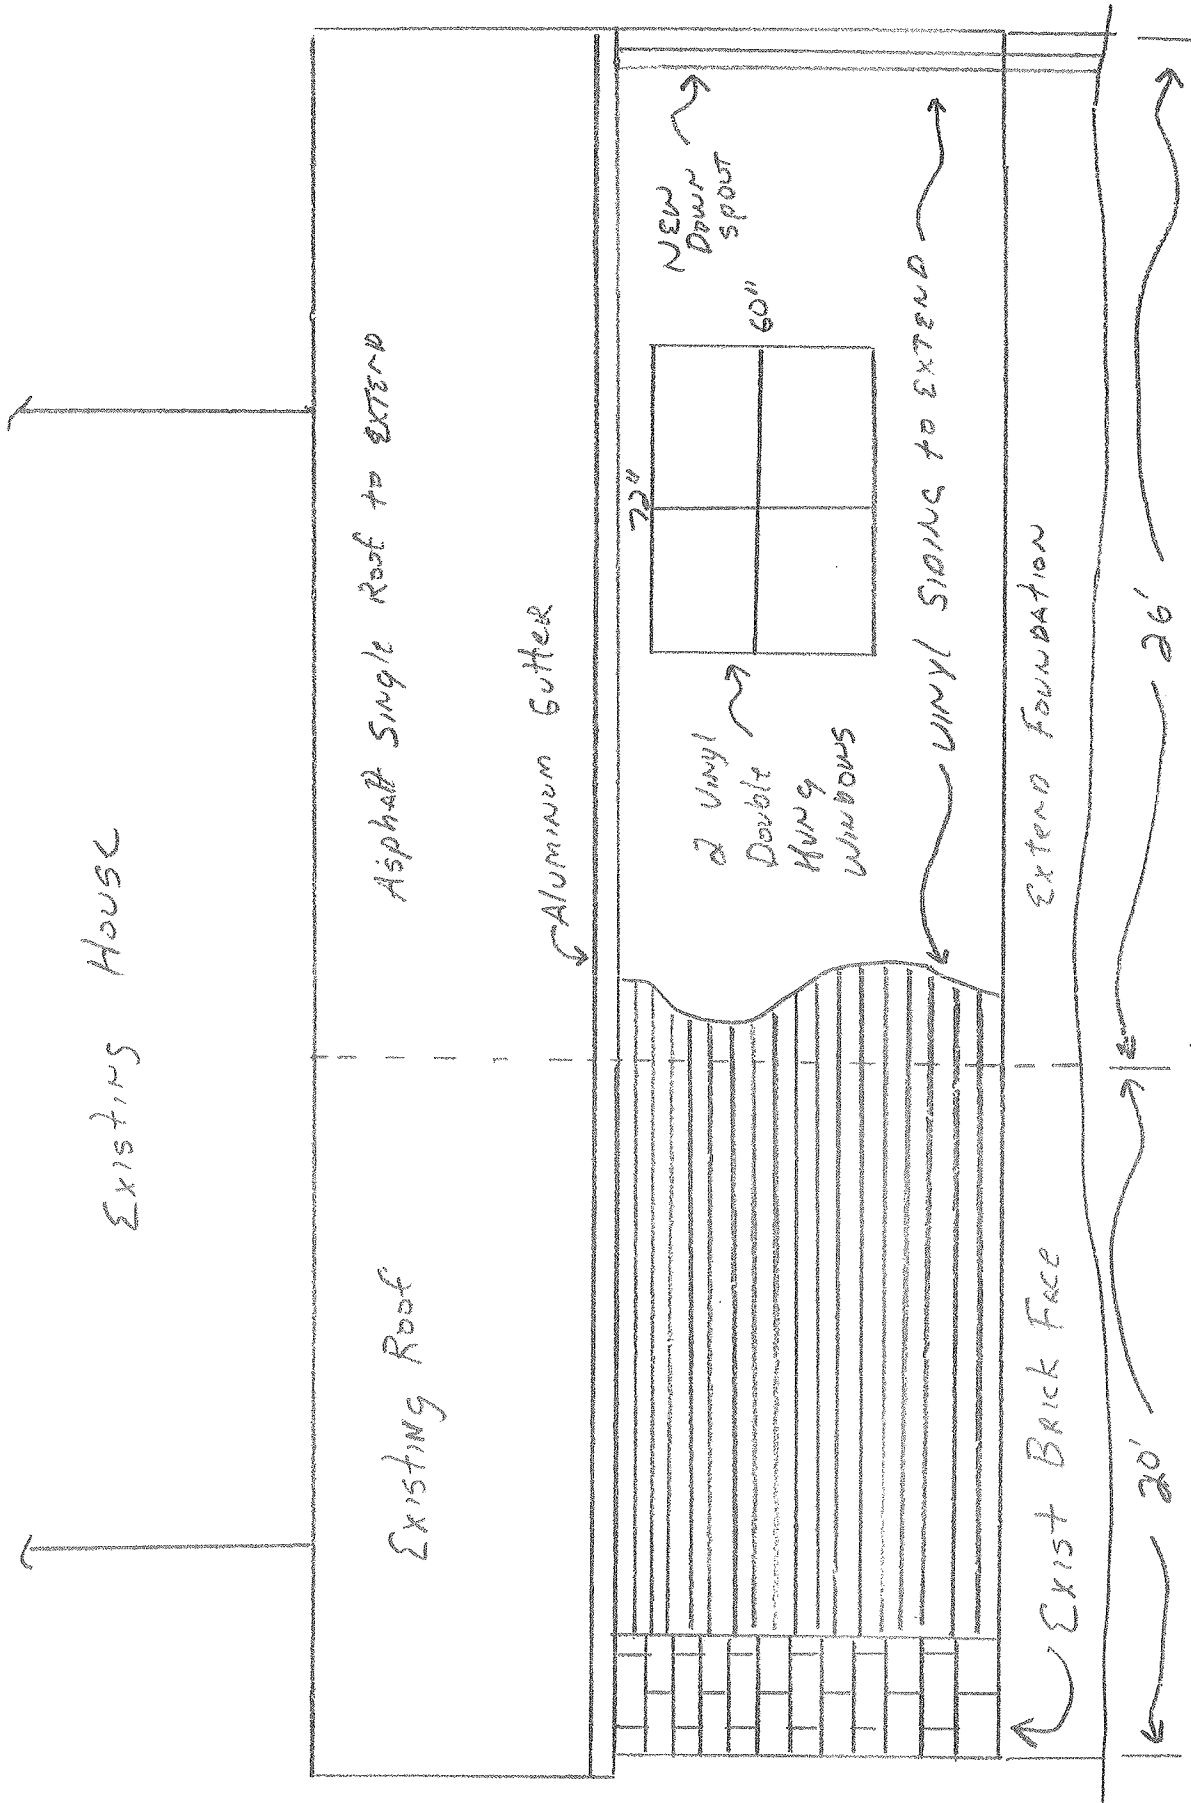 Existing House
Existing Roof
Asphalt Single Roof to EXTEND
Aluminum Gutter
72"
60"
NEW
Down
Spout
2 Vinyl
Double
Hung
Windows
Vinyl Siding to EXTEND
Exist Brick Face
Extend Foundation
20'
26'